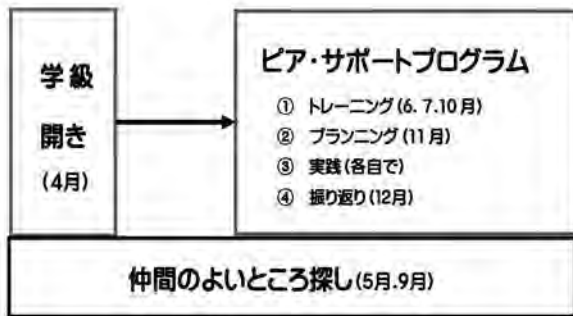 学級
開き
(4月)
ピア・サポートプログラム
① トレーニング(6. 7.10月)
② プランニング(11月)
③ 実践(各自で)
④ 振り返り(12月)
仲間のよいところ探し(5月.9月)